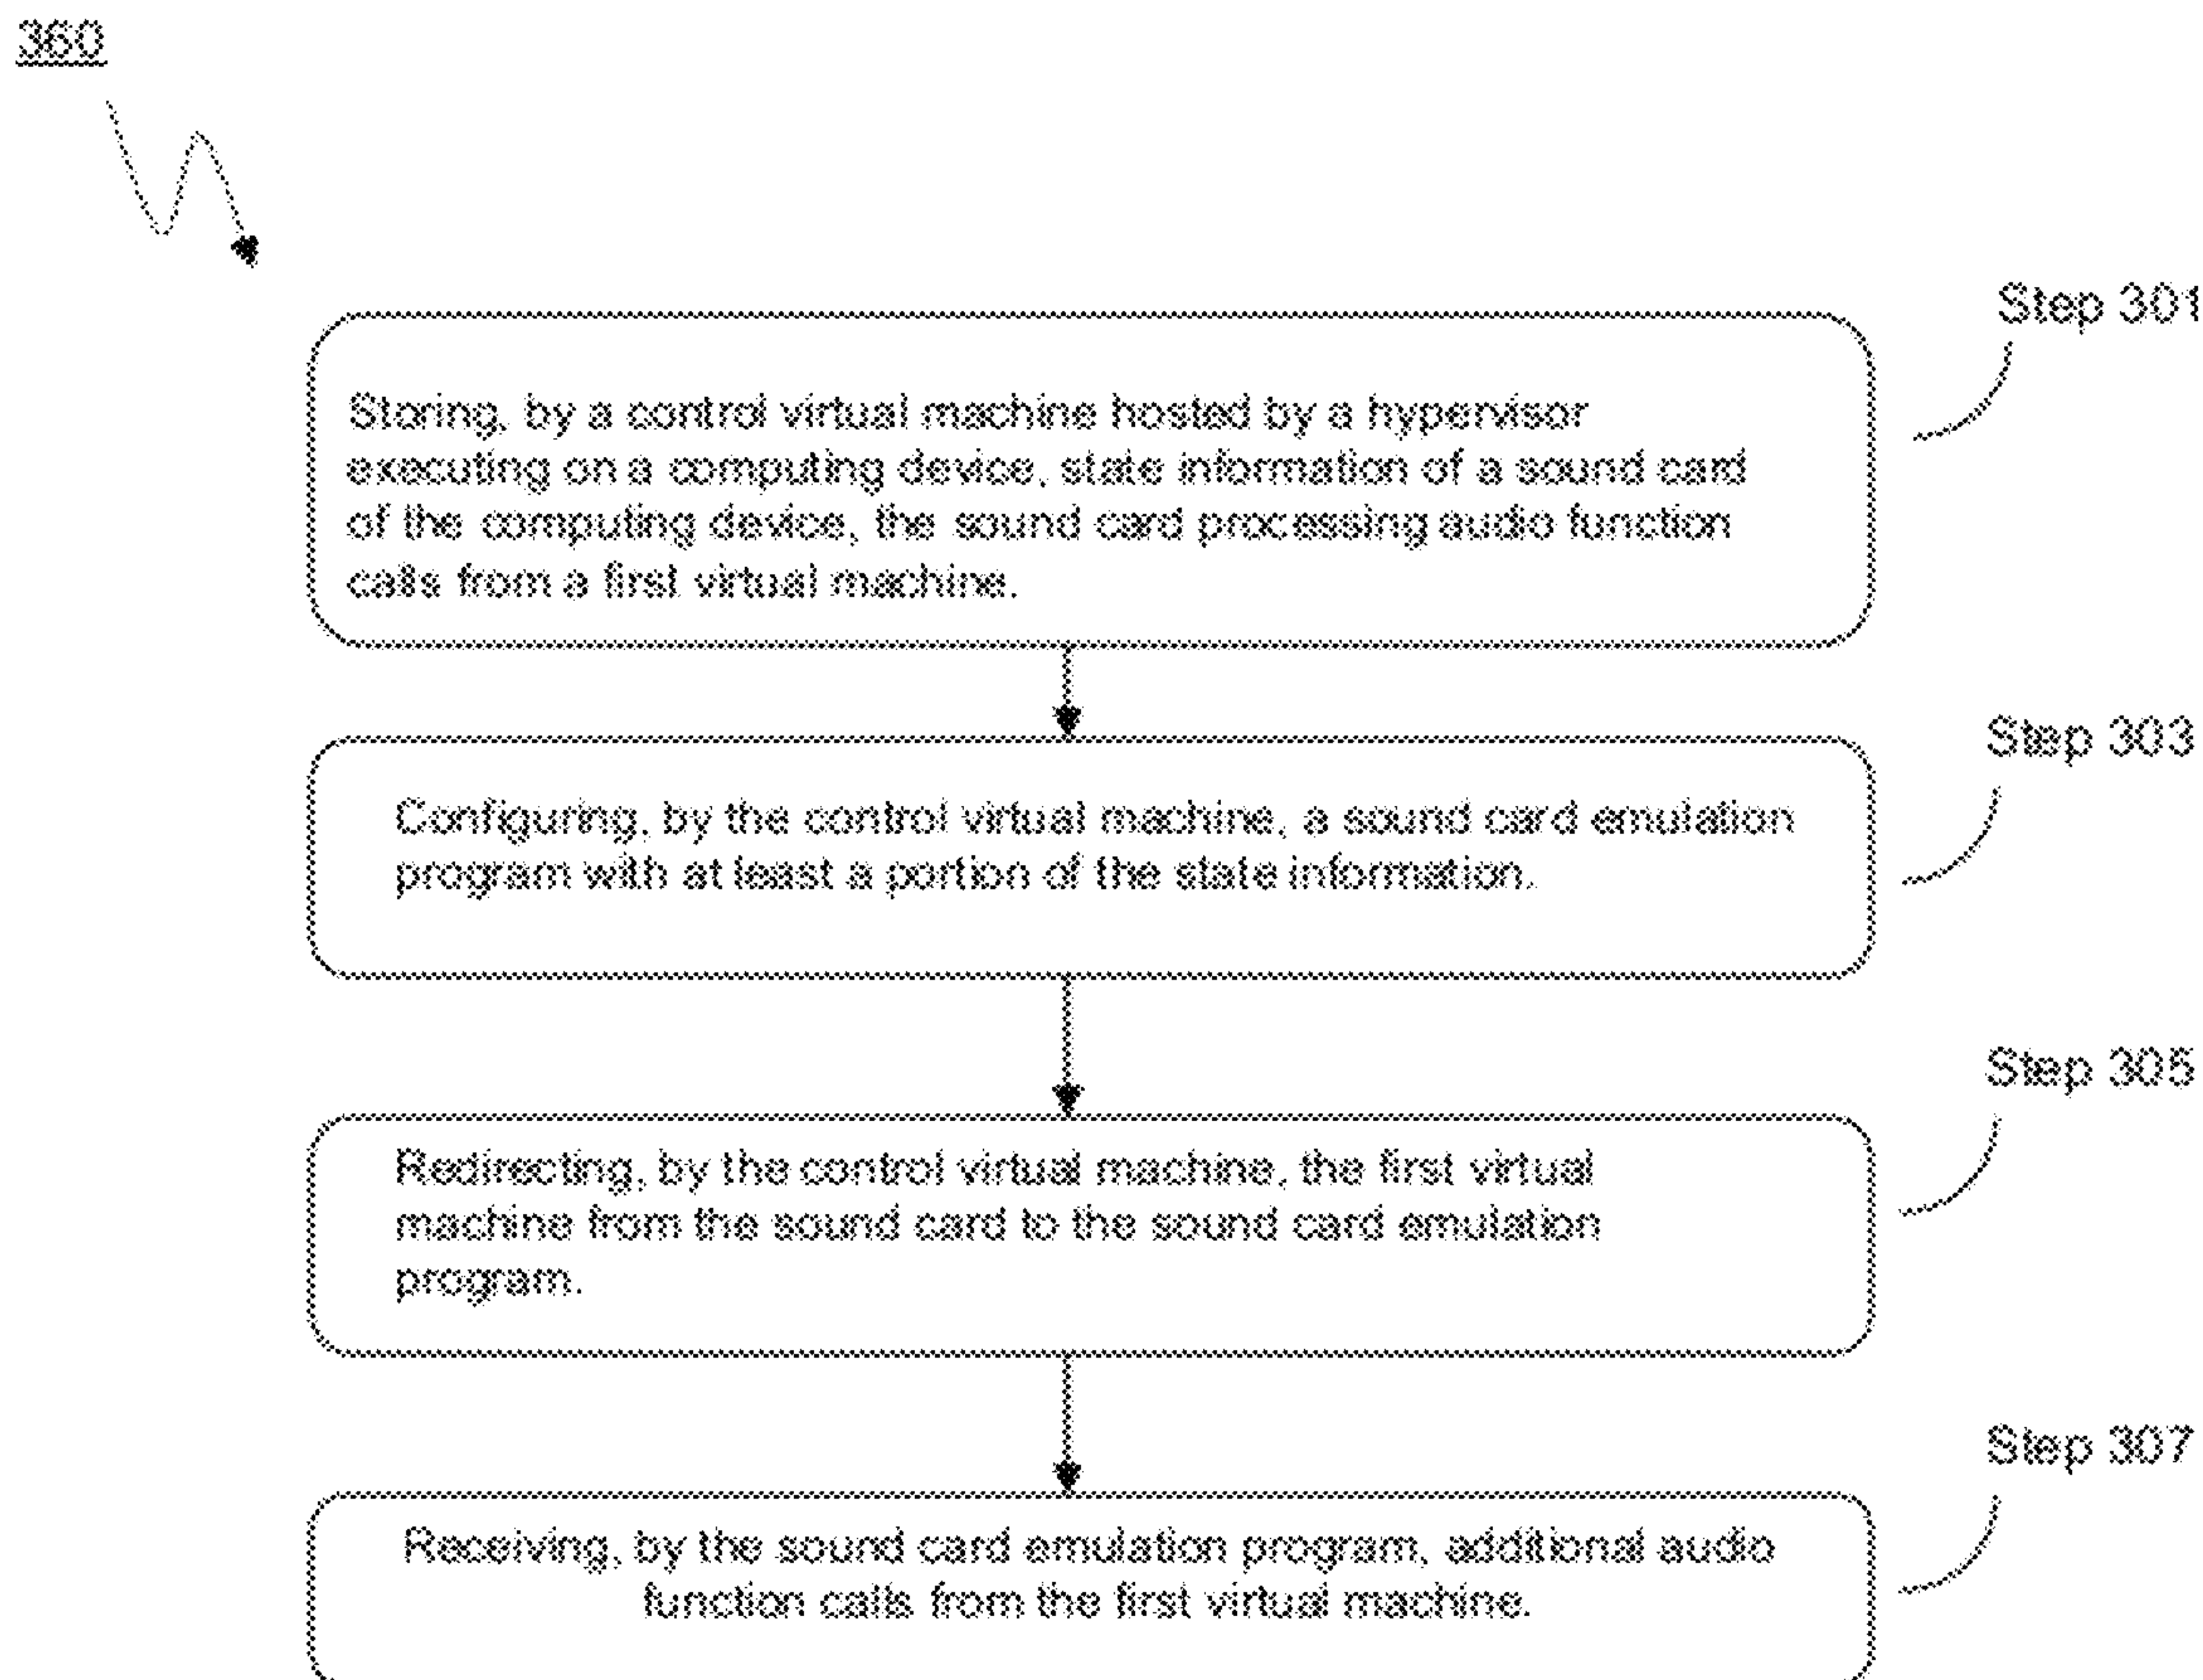 360
Step 301
Storing, by a control virtual machine hosted by a hypervisor
executing on a computing device, state information of a sound card
of the computing device, the sound card processing audio function
calls from a first virtual machine.
Step 303
Configuring, by the control virtual machine, a sound card emulation
program with at least a portion of the state information.
Step 305
Redirecting, by the control virtual machine, the first virtual
machine from the sound card to the sound card emulation
program.
Step 307
Receiving, by the sound card emulation program, additional audio
function calls from the first virtual machine.